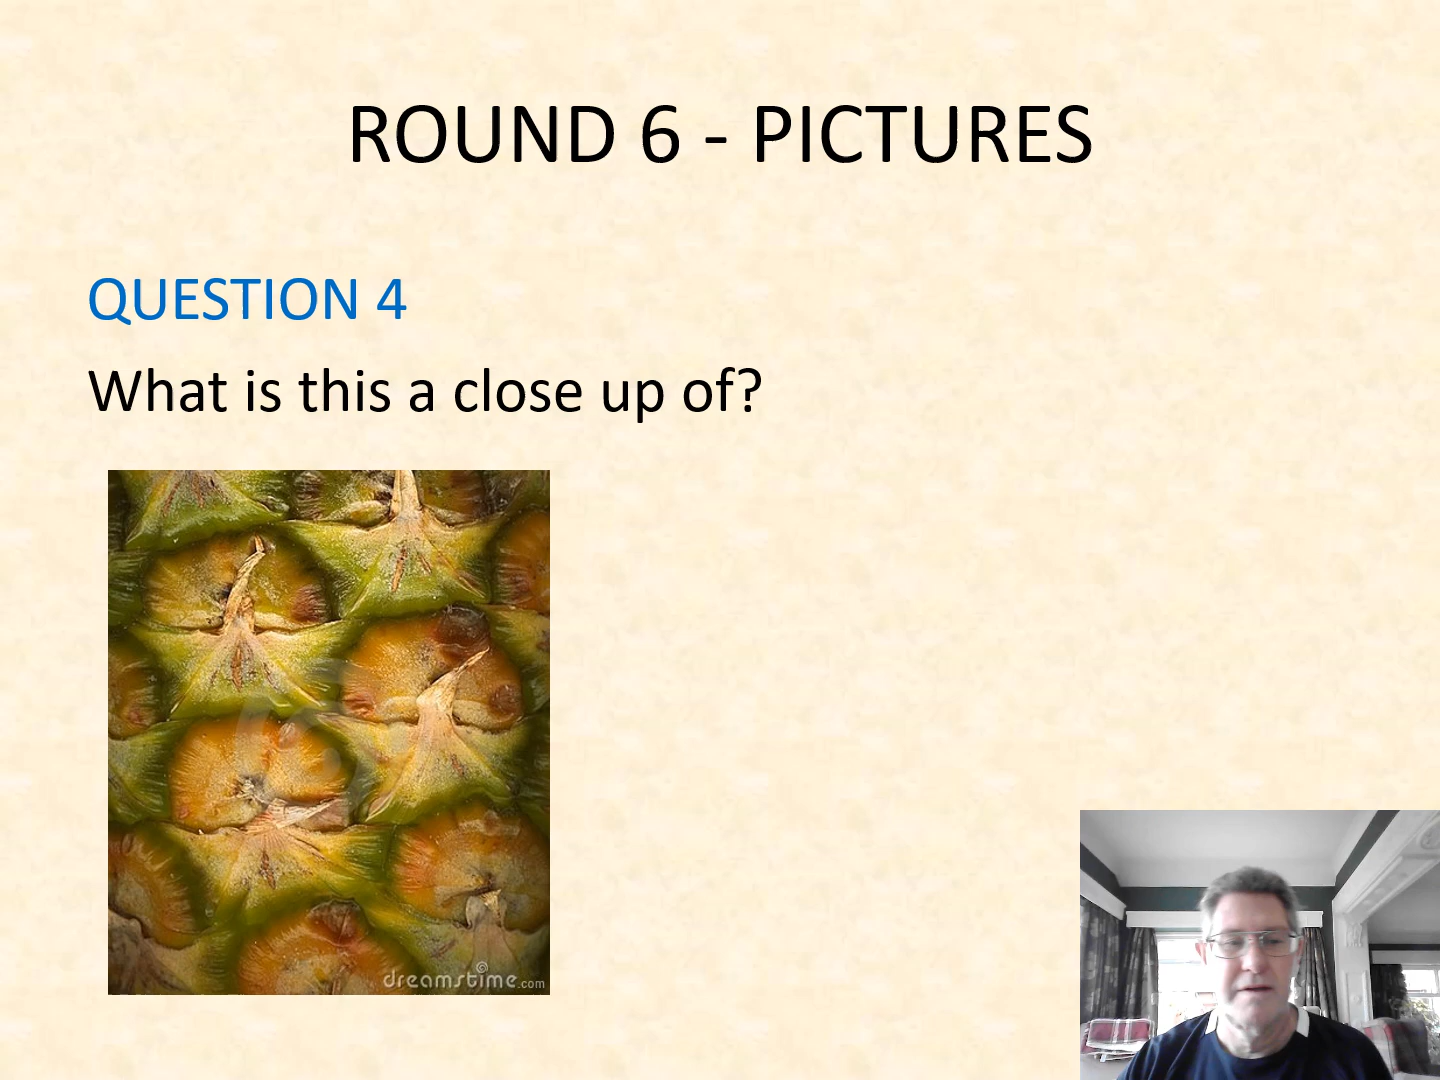 ROUND 6 - PICTURES
QUESTION 4
What is this a close up of?
dreamstime.com